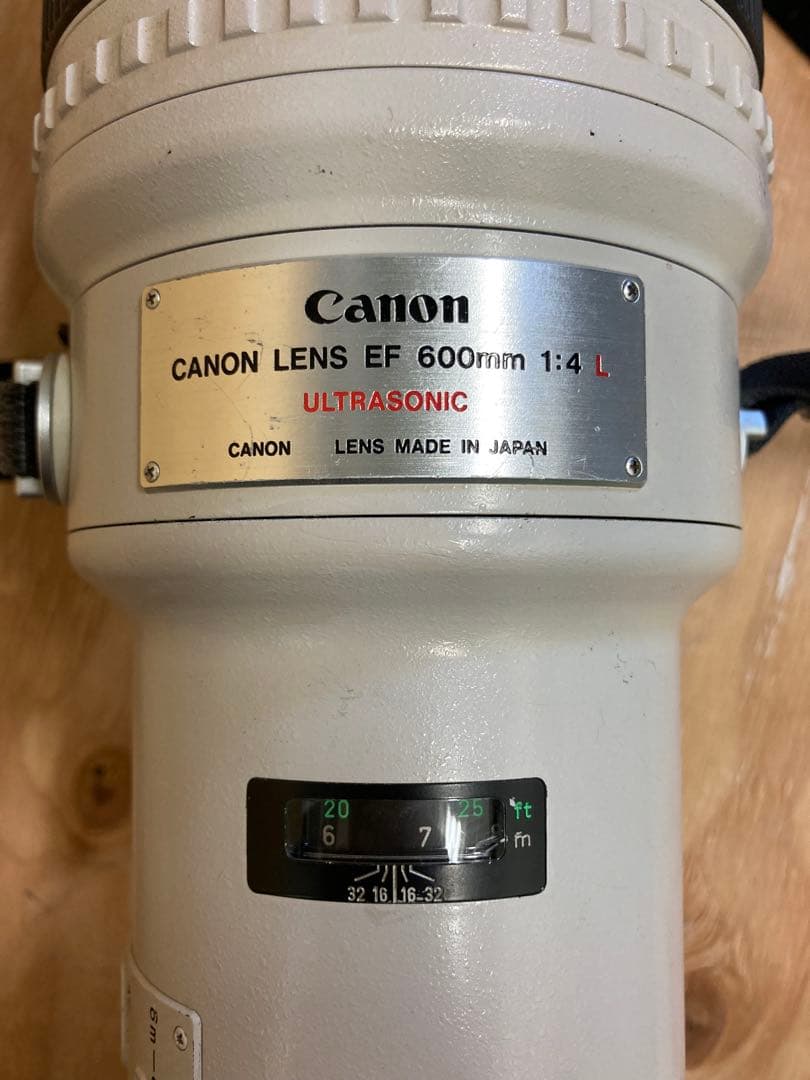 Canon
CANON LENS EF 600mm 1:4 L
ULTRASONIC
CANON LENS MADE IN JAPAN
20 25 ft
6 7 m
32 16 16-32
6m